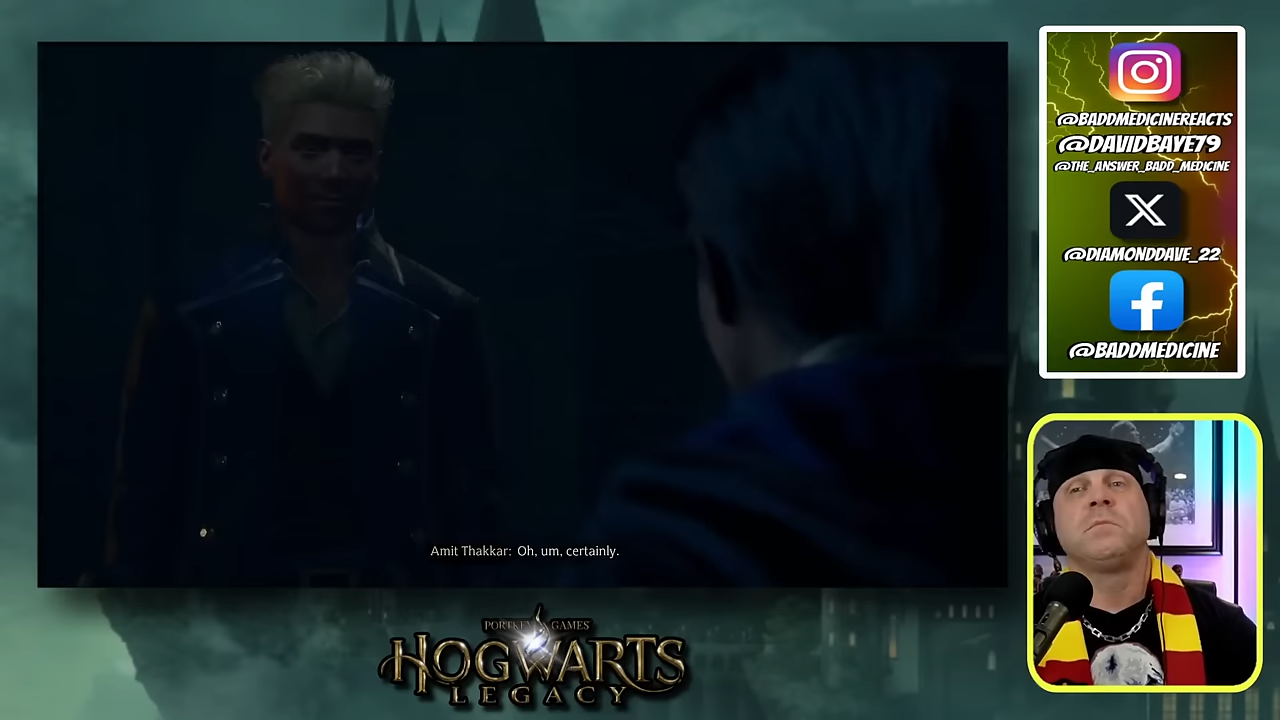 @BADDMEDICINEREACTS
@DAVIDBAYE79
@THE_ANSWER_BADD_MEDICINE
@DIAMONDDAVE_22
@BADDMEDICINE
Amit Thakkar: Oh, um, certainly.
PORTKEY GAMES
HOGWARTS
LEGACY